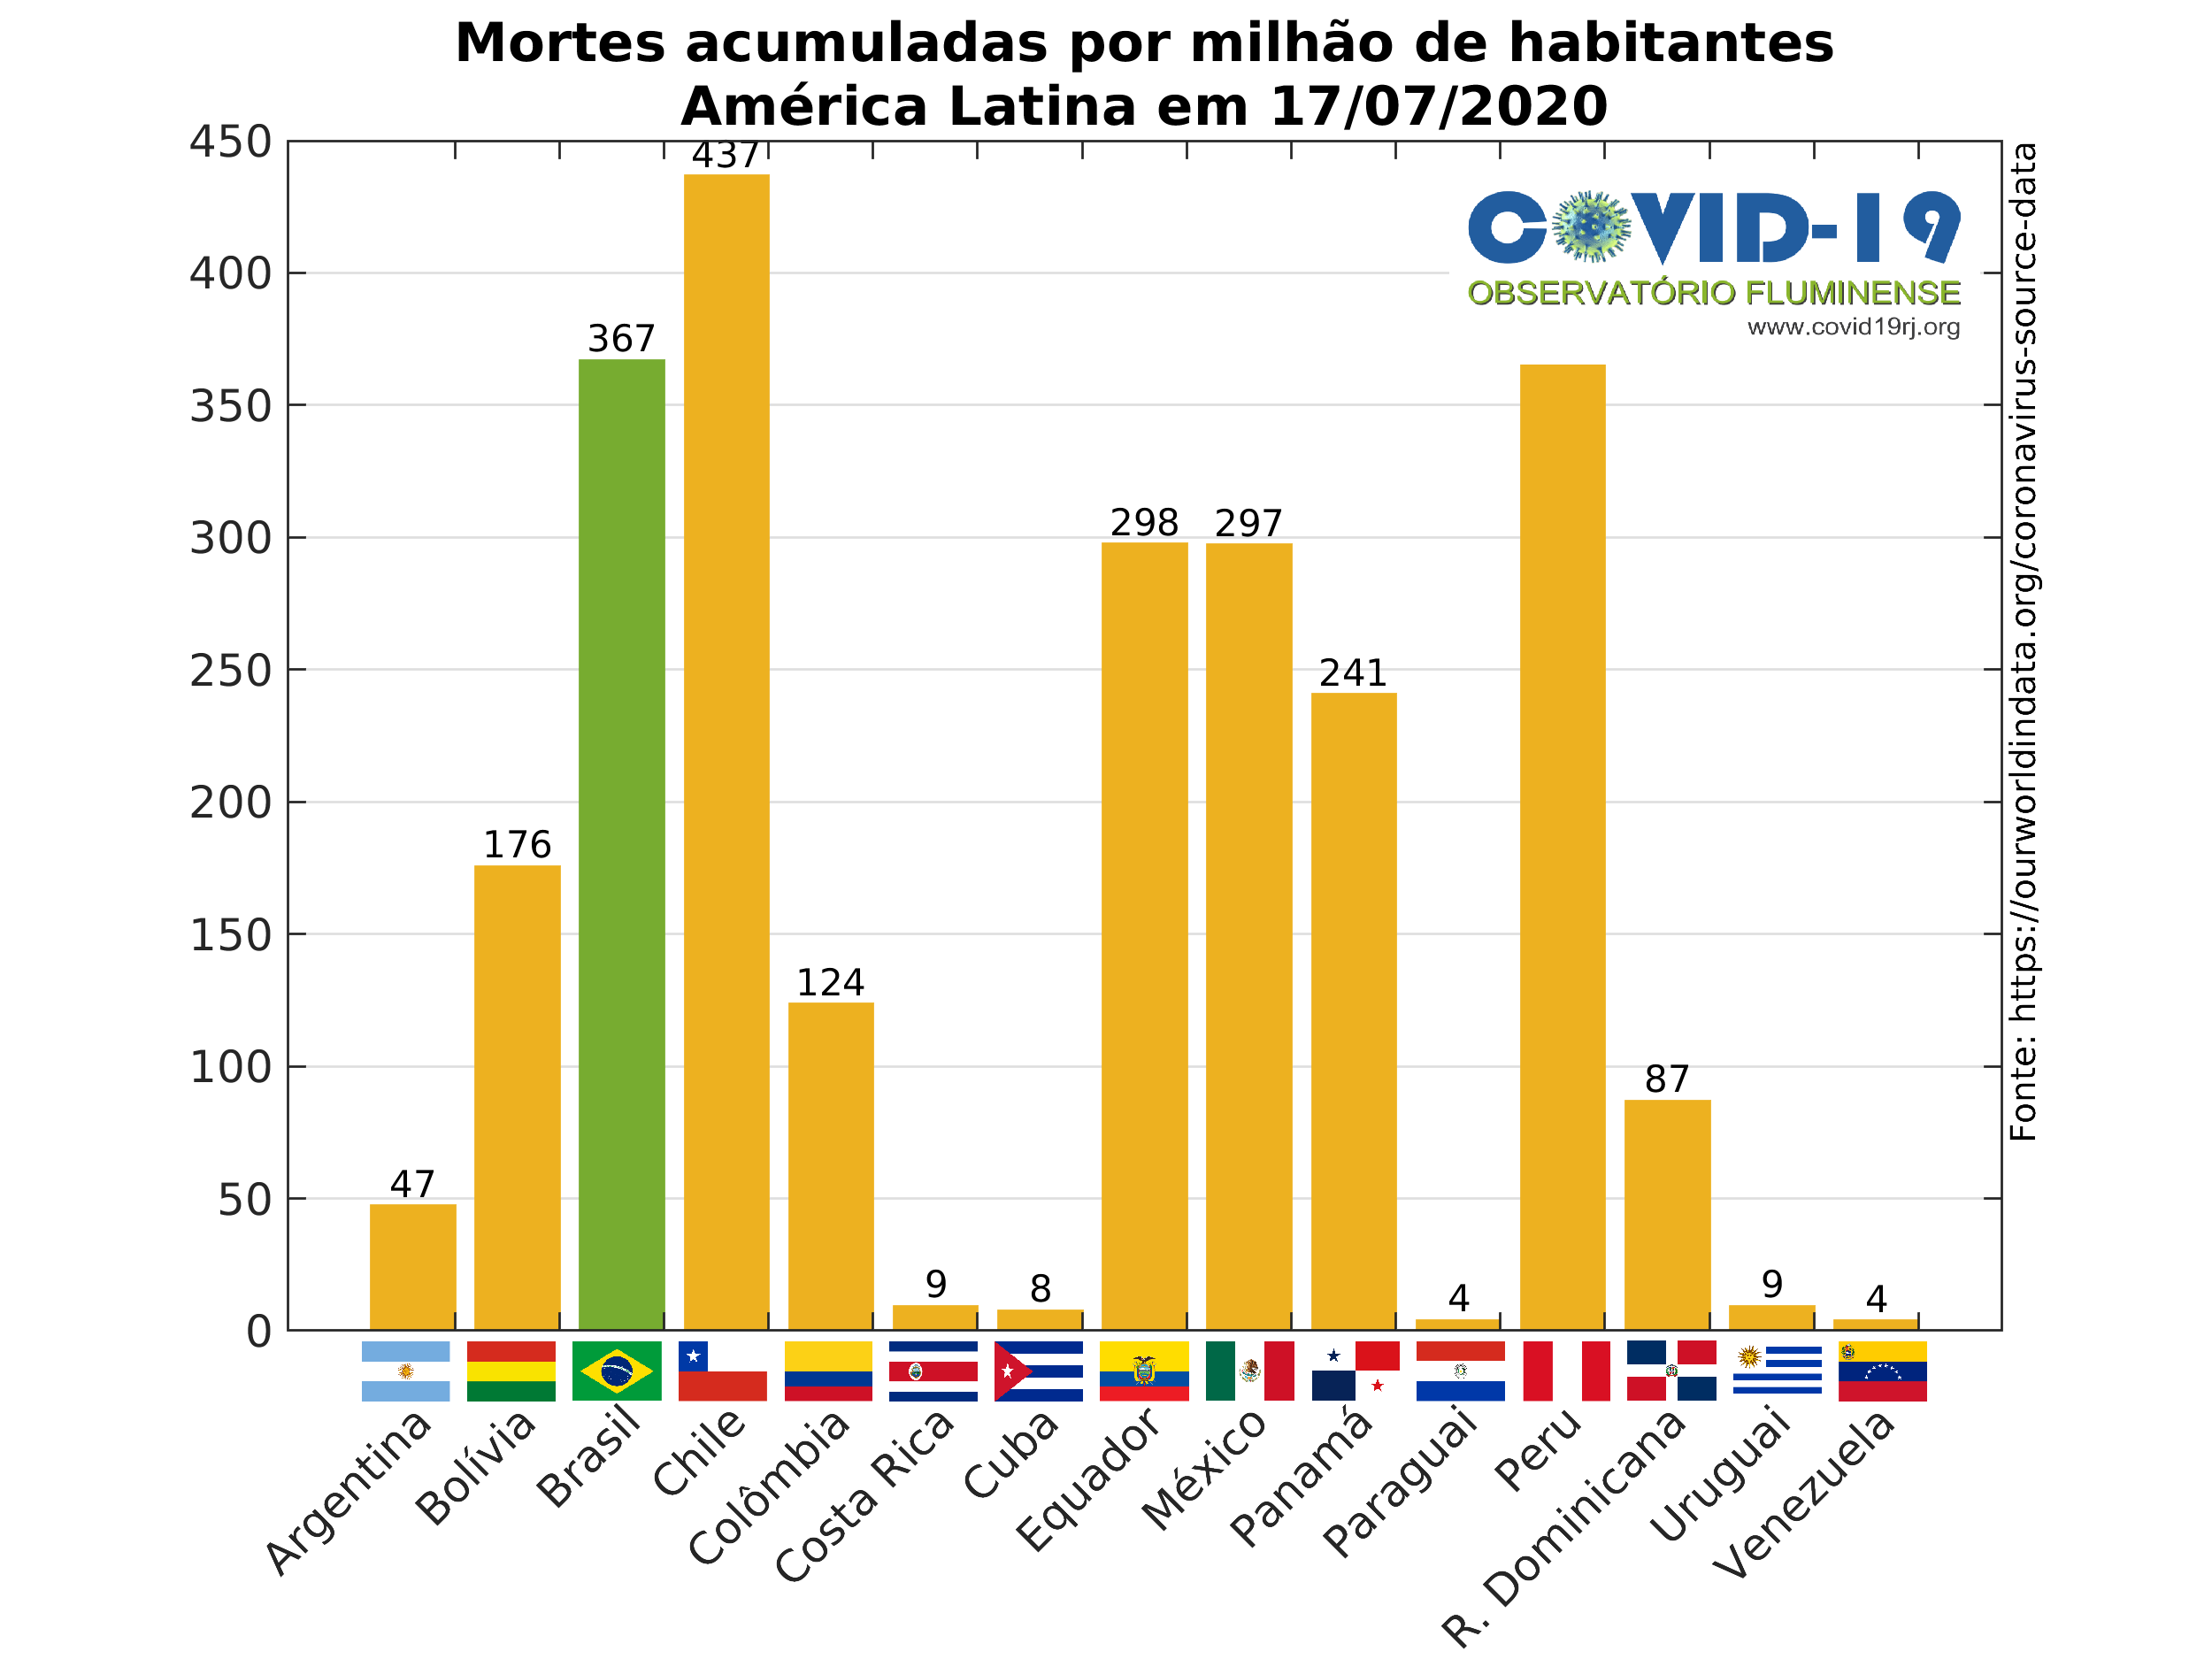 Mortes acumuladas por milhão de habitantes
América Latina em 17/07/2020
450
400
350
300
250
200
150
100
50
0
47
176
367
437
124
9
8
298
297
241
4
87
9
4
COVID-19
OBSERVATÓRIO FLUMINENSE
www.covid19rj.org
Fonte: https://ourworldindata.org/coronavirus-source-data
Argentina
Bolívia
Brasil
Chile
Colômbia
Costa Rica
Cuba
Equador
México
Panamá
Paraguai
Peru
R. Dominicana
Uruguai
Venezuela